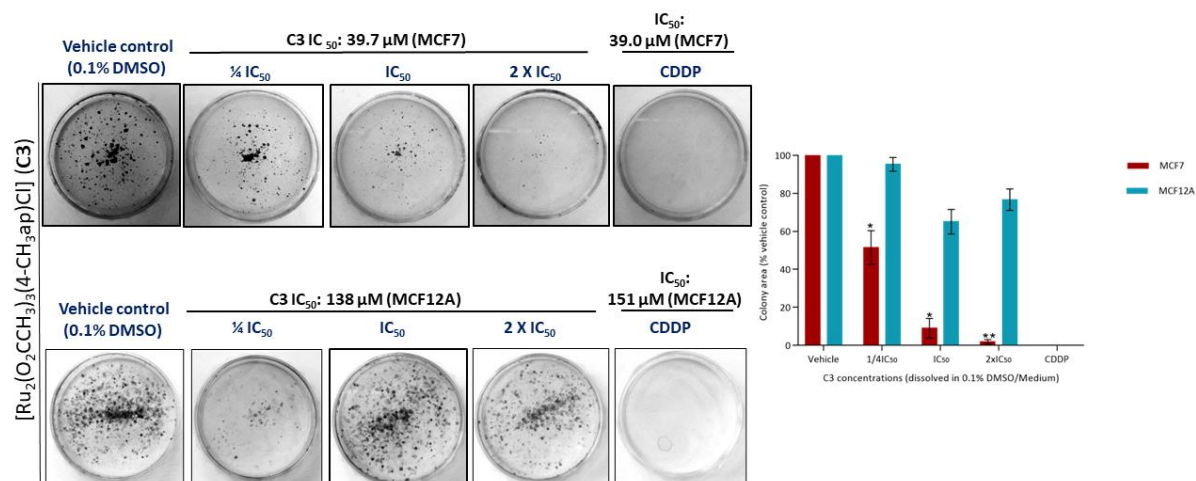 [Ru₂(O₂CCH₃)₃(4-CH₃ap)Cl] (C3)
Vehicle control
(0.1% DMSO)
C3 IC ₅₀: 39.7 µM (MCF7)
¼ IC₅₀
IC₅₀
2 X IC₅₀
IC₅₀:
39.0 µM (MCF7)
CDDP
Vehicle control
(0.1% DMSO)
C3 IC₅₀: 138 µM (MCF12A)
¼ IC₅₀
IC₅₀
2 X IC₅₀
IC₅₀:
151 µM (MCF12A)
CDDP
Colony area (% vehicle control)
100
80
60
40
20
0
*
*
**
Vehicle
1/4IC₅₀
IC₅₀
2xIC₅₀
CDDP
C3 concentrations (dissolved in 0.1% DMSO/Medium)
MCF7
MCF12A